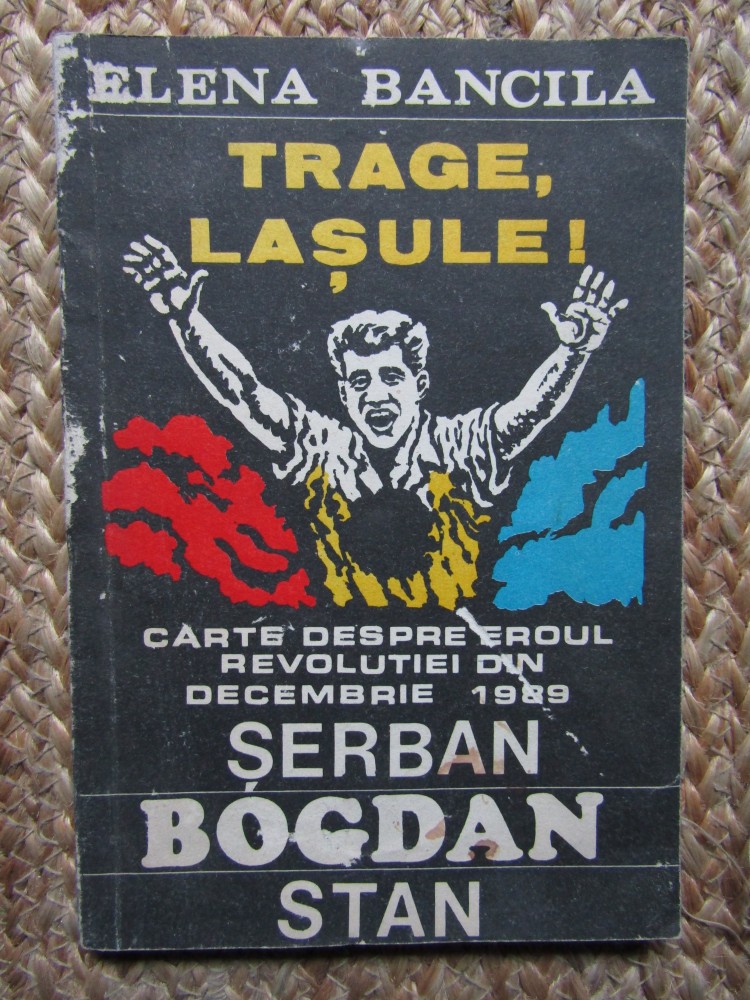 ELENA BANCILA
TRAGE,
LAȘULE!
CARTE DESPRE EROUL
REVOLUTIEI DIN
DECEMBRIE 1989
ȘERBAN
BOGDAN
STAN